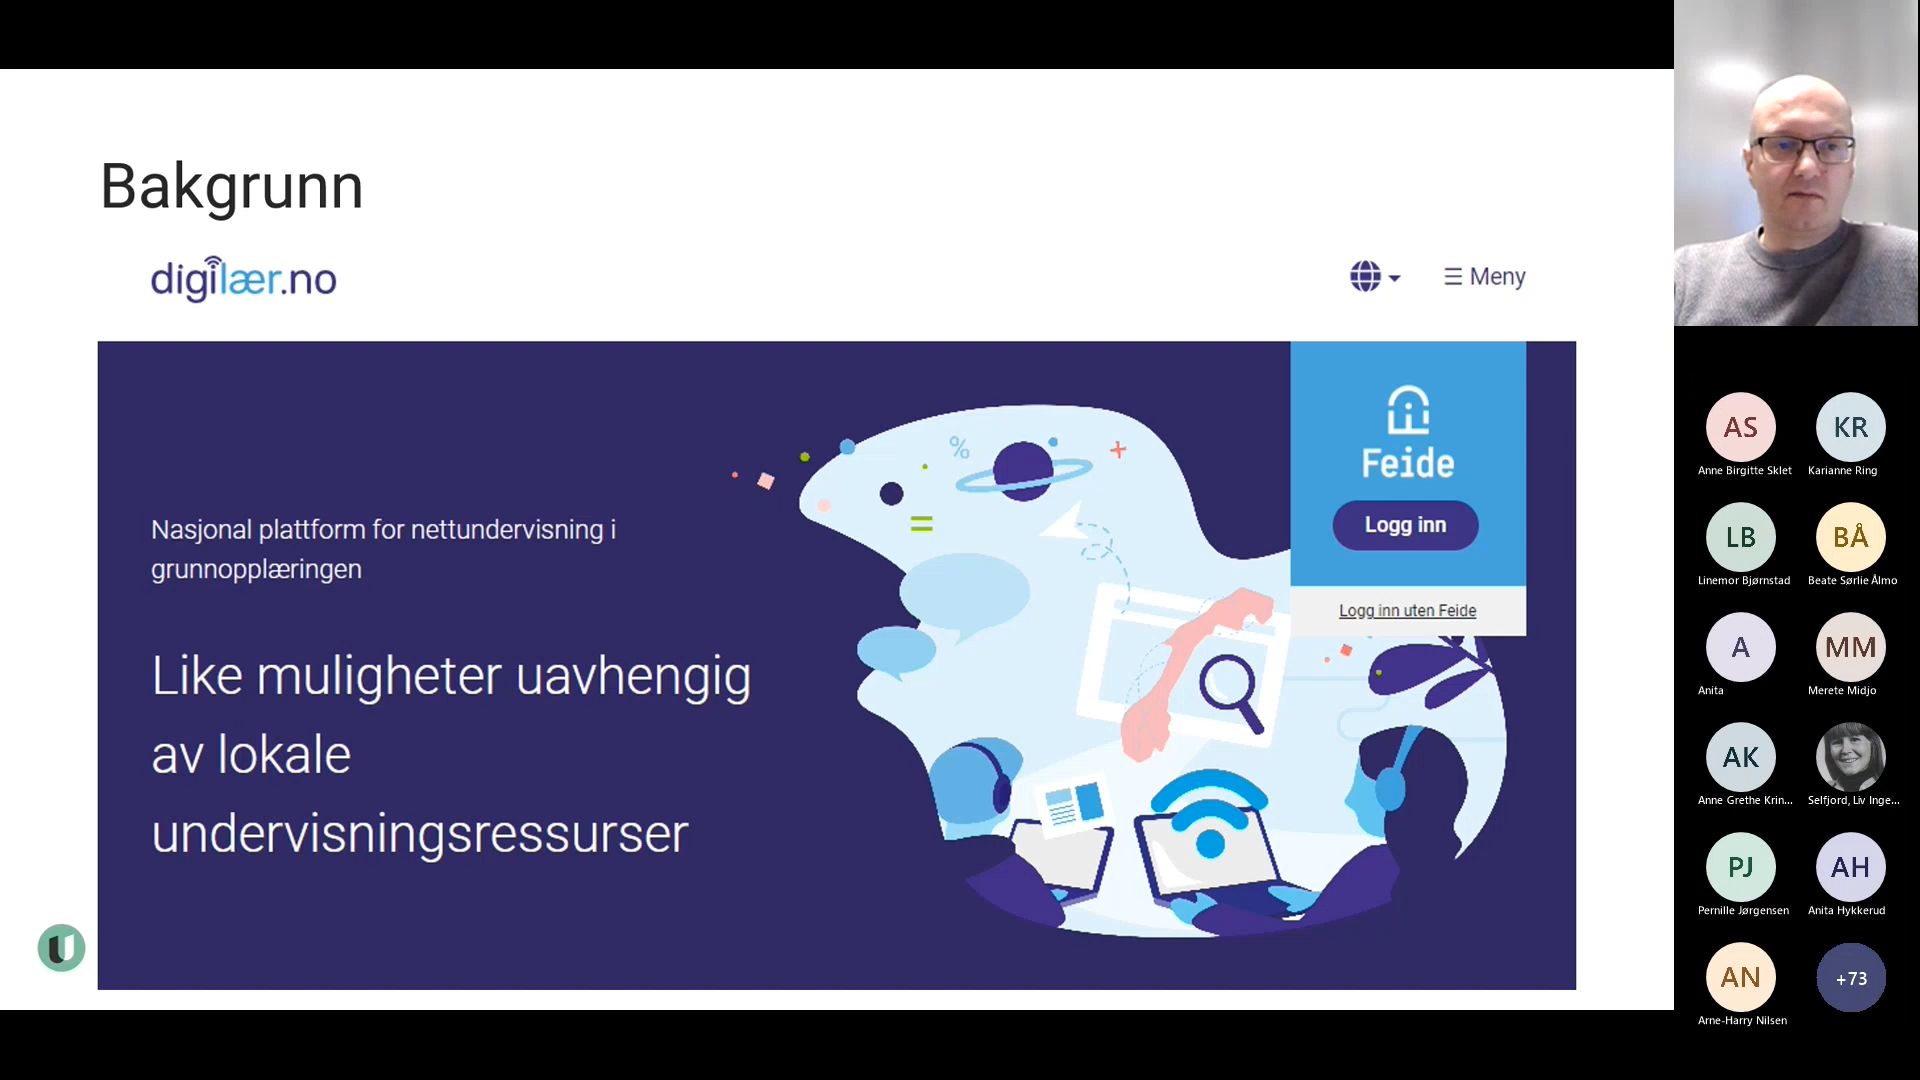 Bakgrunn
digilær.no
Meny
Feide
Logg inn
Logg inn uten Feide
Nasjonal plattform for nettundervisning i
grunnopplæringen
Like muligheter uavhengig
av lokale
undervisningsressurser
%
+
=
U
AS
Anne Birgitte Sklet
KR
Karianne Ring
LB
Linemor Bjørnstad
BÅ
Beate Sørlie Ålmo
A
Anita
MM
Merete Midjo
AK
Anne Grethe Krin...
Selfjord, Liv Inge...
PJ
Pernille Jørgensen
AH
Anita Hykkerud
AN
Arne-Harry Nilsen
+73